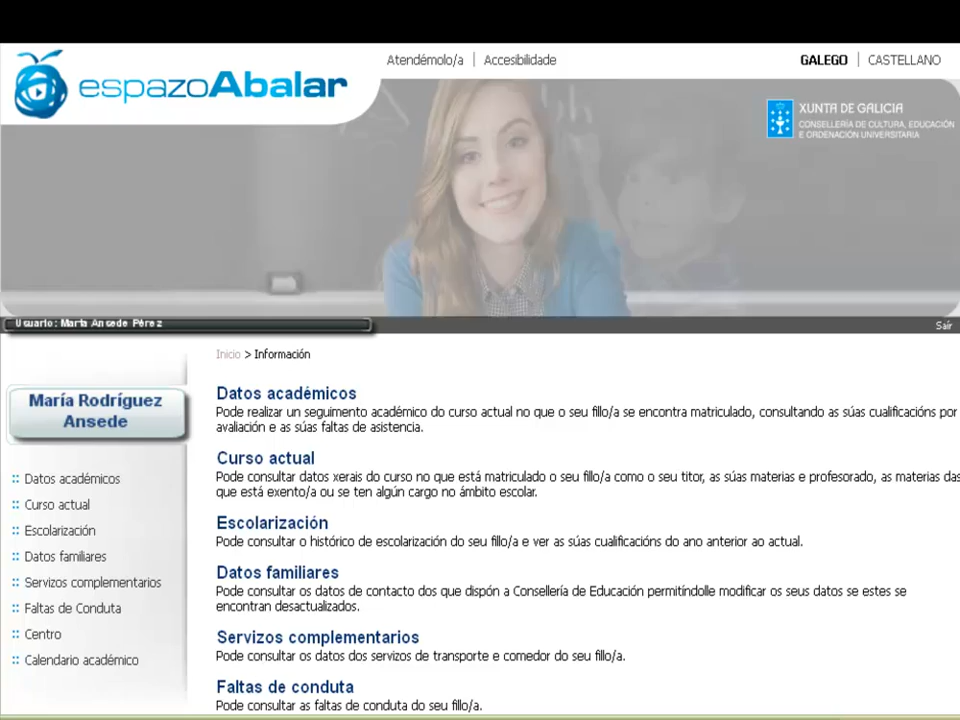 espazoAbalar
Atendémolo/a | Accesibilidade
GALEGO | CASTELLANO
XUNTA DE GALICIA
CONSELLERÍA DE CULTURA, EDUCACIÓN
E ORDENACIÓN UNIVERSITARIA
Usuario: María Ansede Pérez
Saír
Inicio > Información
María Rodríguez
Ansede
:: Datos académicos
:: Curso actual
:: Escolarización
:: Datos familiares
:: Servizos complementarios
:: Faltas de Conduta
:: Centro
:: Calendario académico
Datos académicos
Pode realizar un seguimento académico do curso actual no que o seu fillo/a se encontra matriculado, consultando as súas cualificacións por
avaliación e as súas faltas de asistencia.
Curso actual
Pode consultar datos xerais do curso no que está matriculado o seu fillo/a como o seu titor, as súas materias e profesorado, as materias das
que está exento/a ou se ten algún cargo no ámbito escolar.
Escolarización
Pode consultar o histórico de escolarización do seu fillo/a e ver as súas cualificacións do ano anterior ao actual.
Datos familiares
Pode consultar os datos de contacto dos que dispón a Consellería de Educación permitíndolle modificar os seus datos se estes se
encontran desactualizados.
Servizos complementarios
Pode consultar os datos dos servizos de transporte e comedor do seu fillo/a.
Faltas de conduta
Pode consultar as faltas de conduta do seu fillo/a.